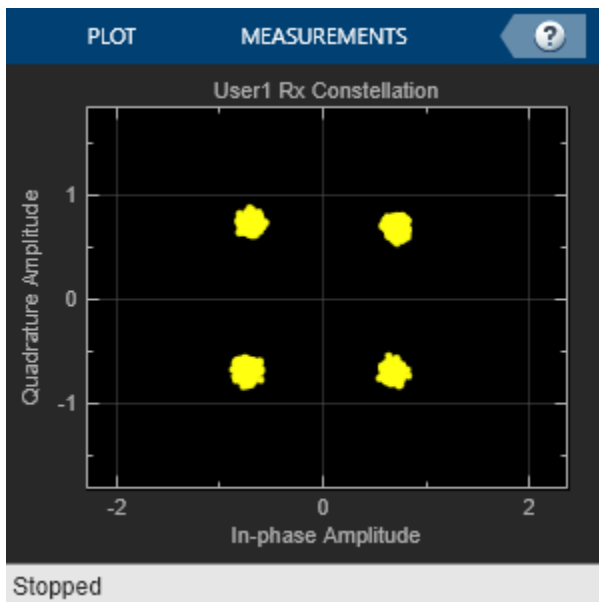 PLOT MEASUREMENTS ?
User1 Rx Constellation
Quadrature Amplitude
1
0
-1
-2 0 2
In-phase Amplitude
Stopped